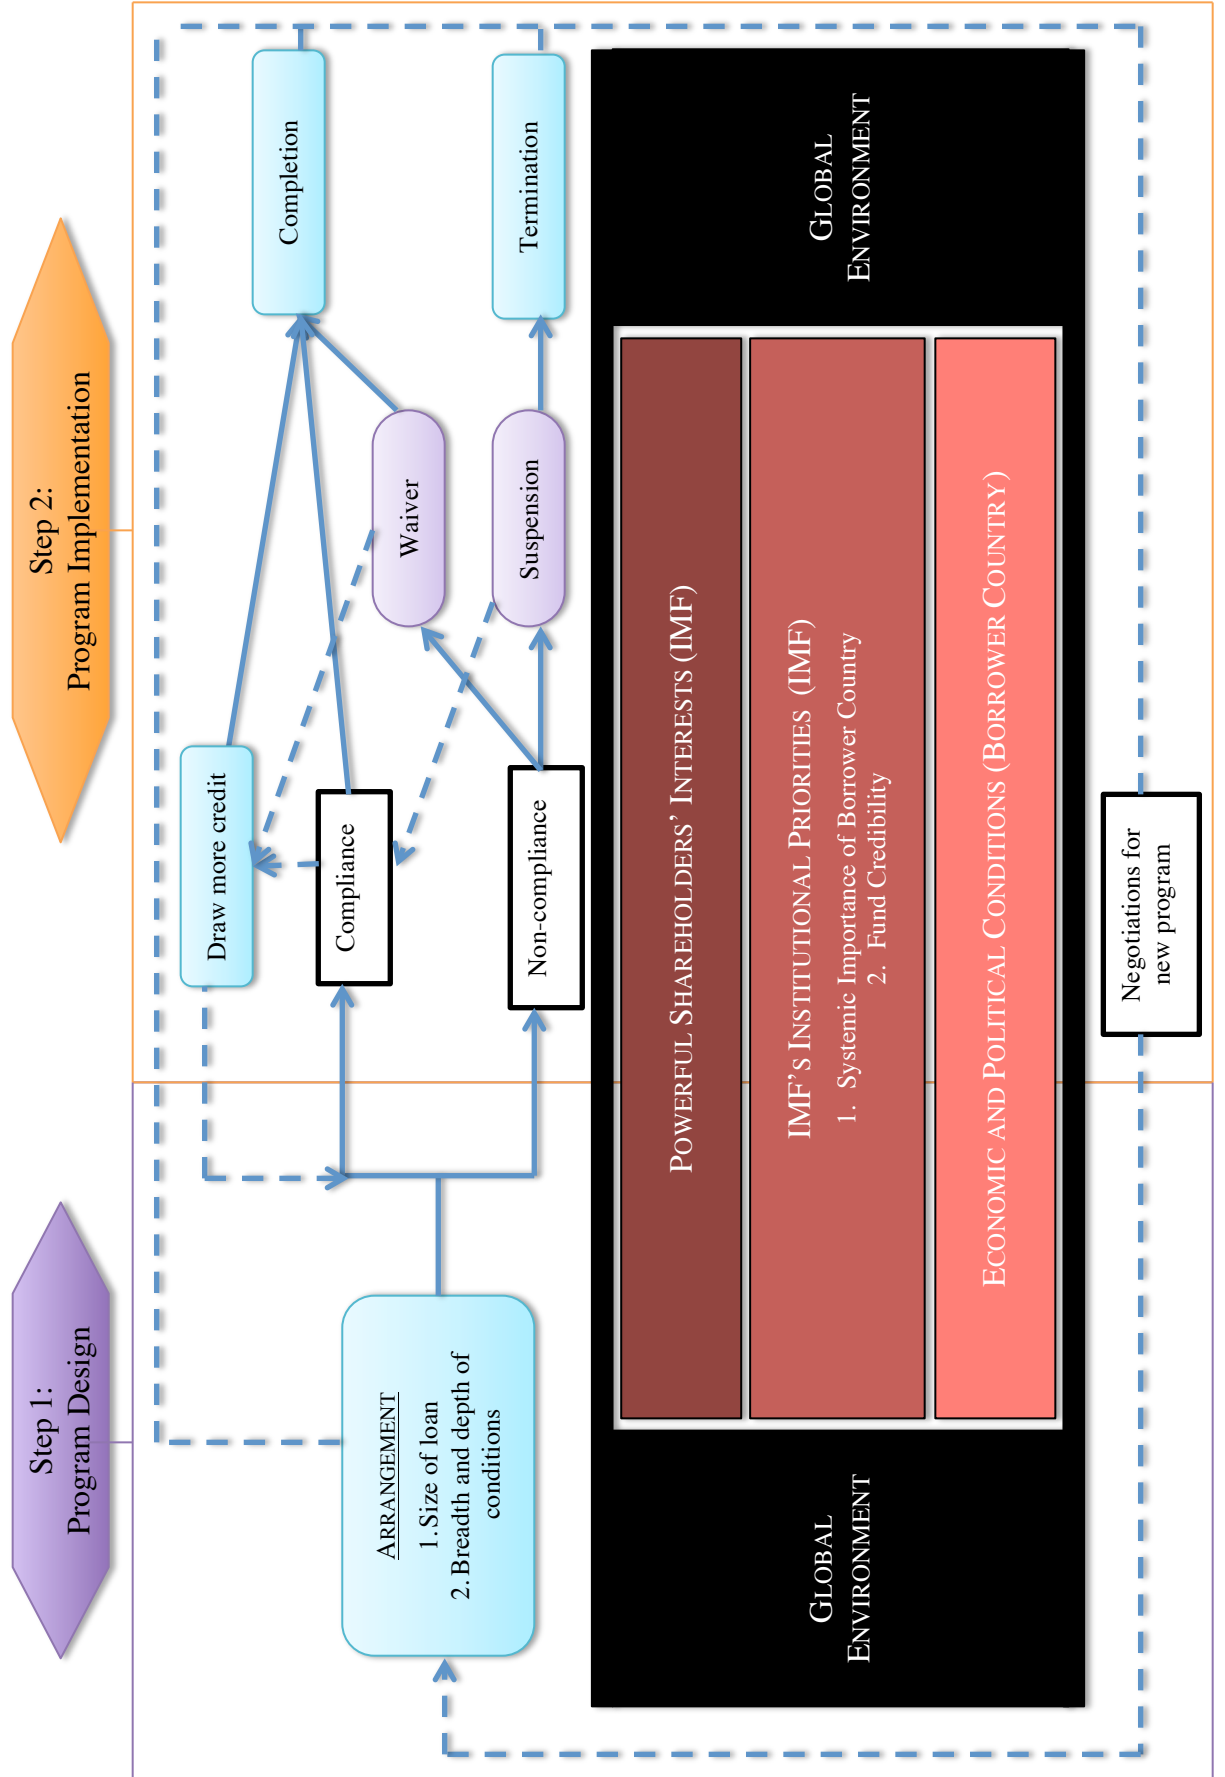 Step 1:
Program Design
Step 2:
Program Implementation
ARRANGEMENT
1. Size of loan
2. Breadth and depth of
conditions
Draw more credit
Compliance
Non-compliance
Waiver
Suspension
Completion
Termination
GLOBAL
ENVIRONMENT
POWERFUL SHAREHOLDERS’ INTERESTS (IMF)
IMF’S INSTITUTIONAL PRIORITIES (IMF)
1. Systemic Importance of Borrower Country
2. Fund Credibility
ECONOMIC AND POLITICAL CONDITIONS (BORROWER COUNTRY)
GLOBAL
ENVIRONMENT
Negotiations for
new program